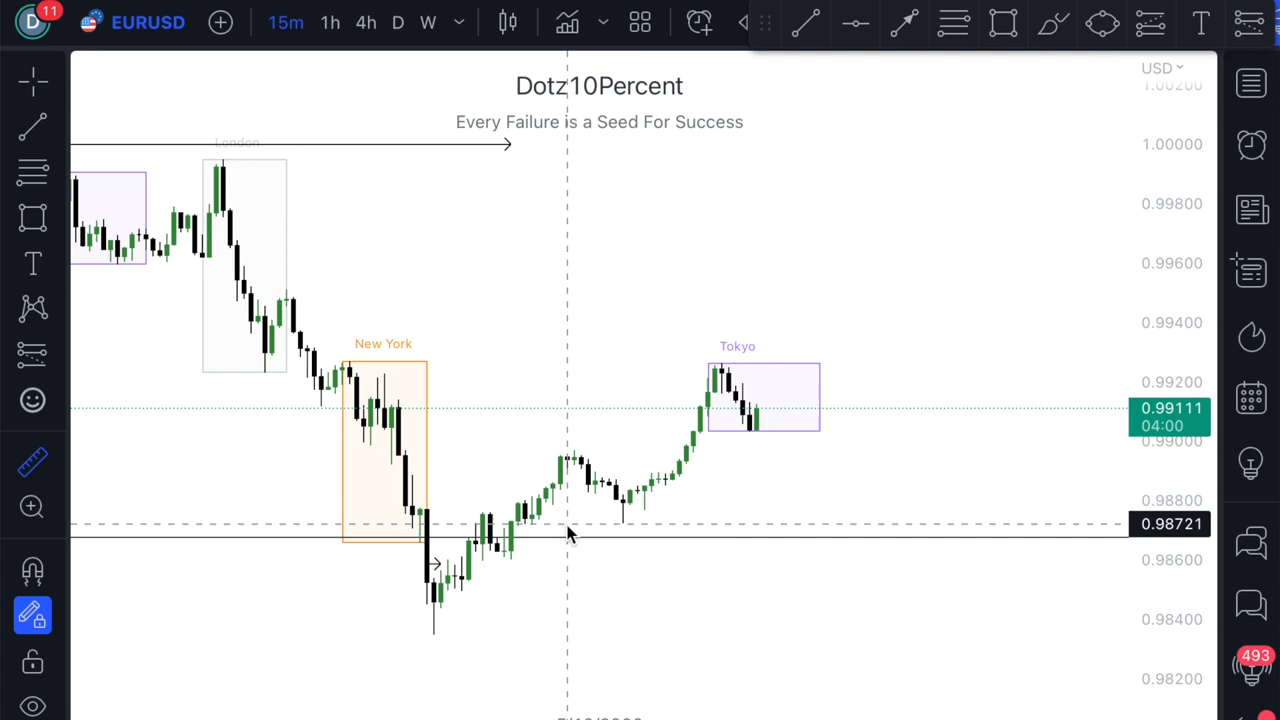 D 11 EURUSD 15m 1h 4h D W T
Dotz10Percent
Every Failure is a Seed For Success
USD
1.00200
London
1.00000
0.99800
0.99600
0.99400
New York
Tokyo
0.99200
0.99111
04:00
0.99000
0.98800
0.98721
0.98600
0.98400
493
0.98200